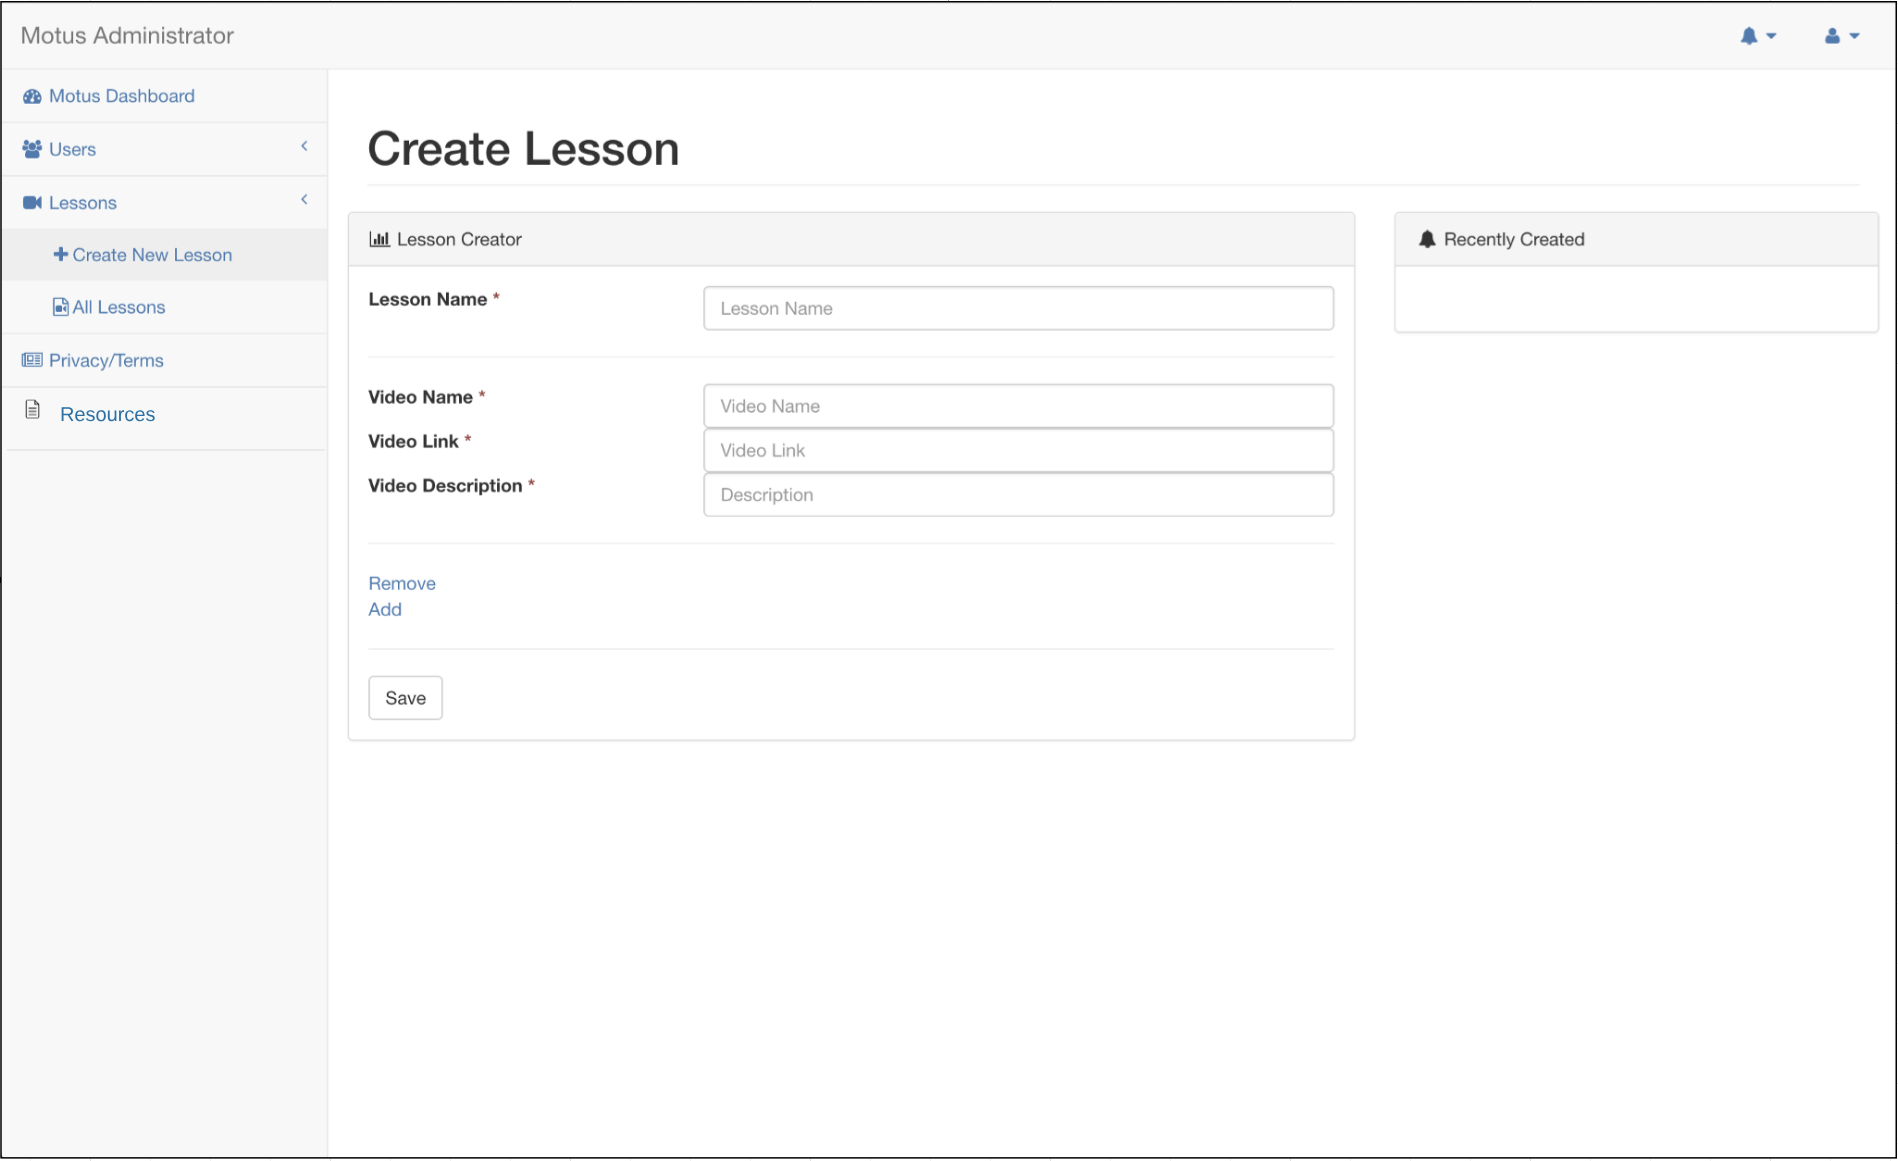 Motus Administrator
Motus Dashboard
Users
Lessons
Create New Lesson
All Lessons
Privacy/Terms
Resources
Create Lesson
Lesson Creator
Lesson Name *
Lesson Name
Video Name *
Video Name
Video Link *
Video Link
Video Description *
Description
Remove
Add
Save
Recently Created